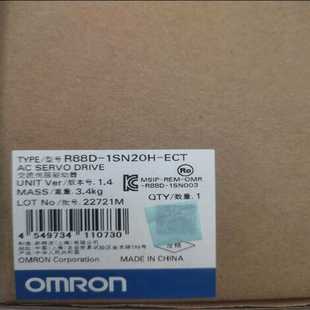 TYPE/型号 R88D-1SN20H-ECT
AC SERVO DRIVE
交流伺服驱动器
UNIT Ver/版本号: 1.4
MASS/重量: 3.4kg
LOT No/批号: 22721M
Ro
MSIP-REM-OMR
-R88D-1SN003
QTY/数量: 1
4 549734 110730
OMRON Corporation
MADE IN CHINA
OMRON